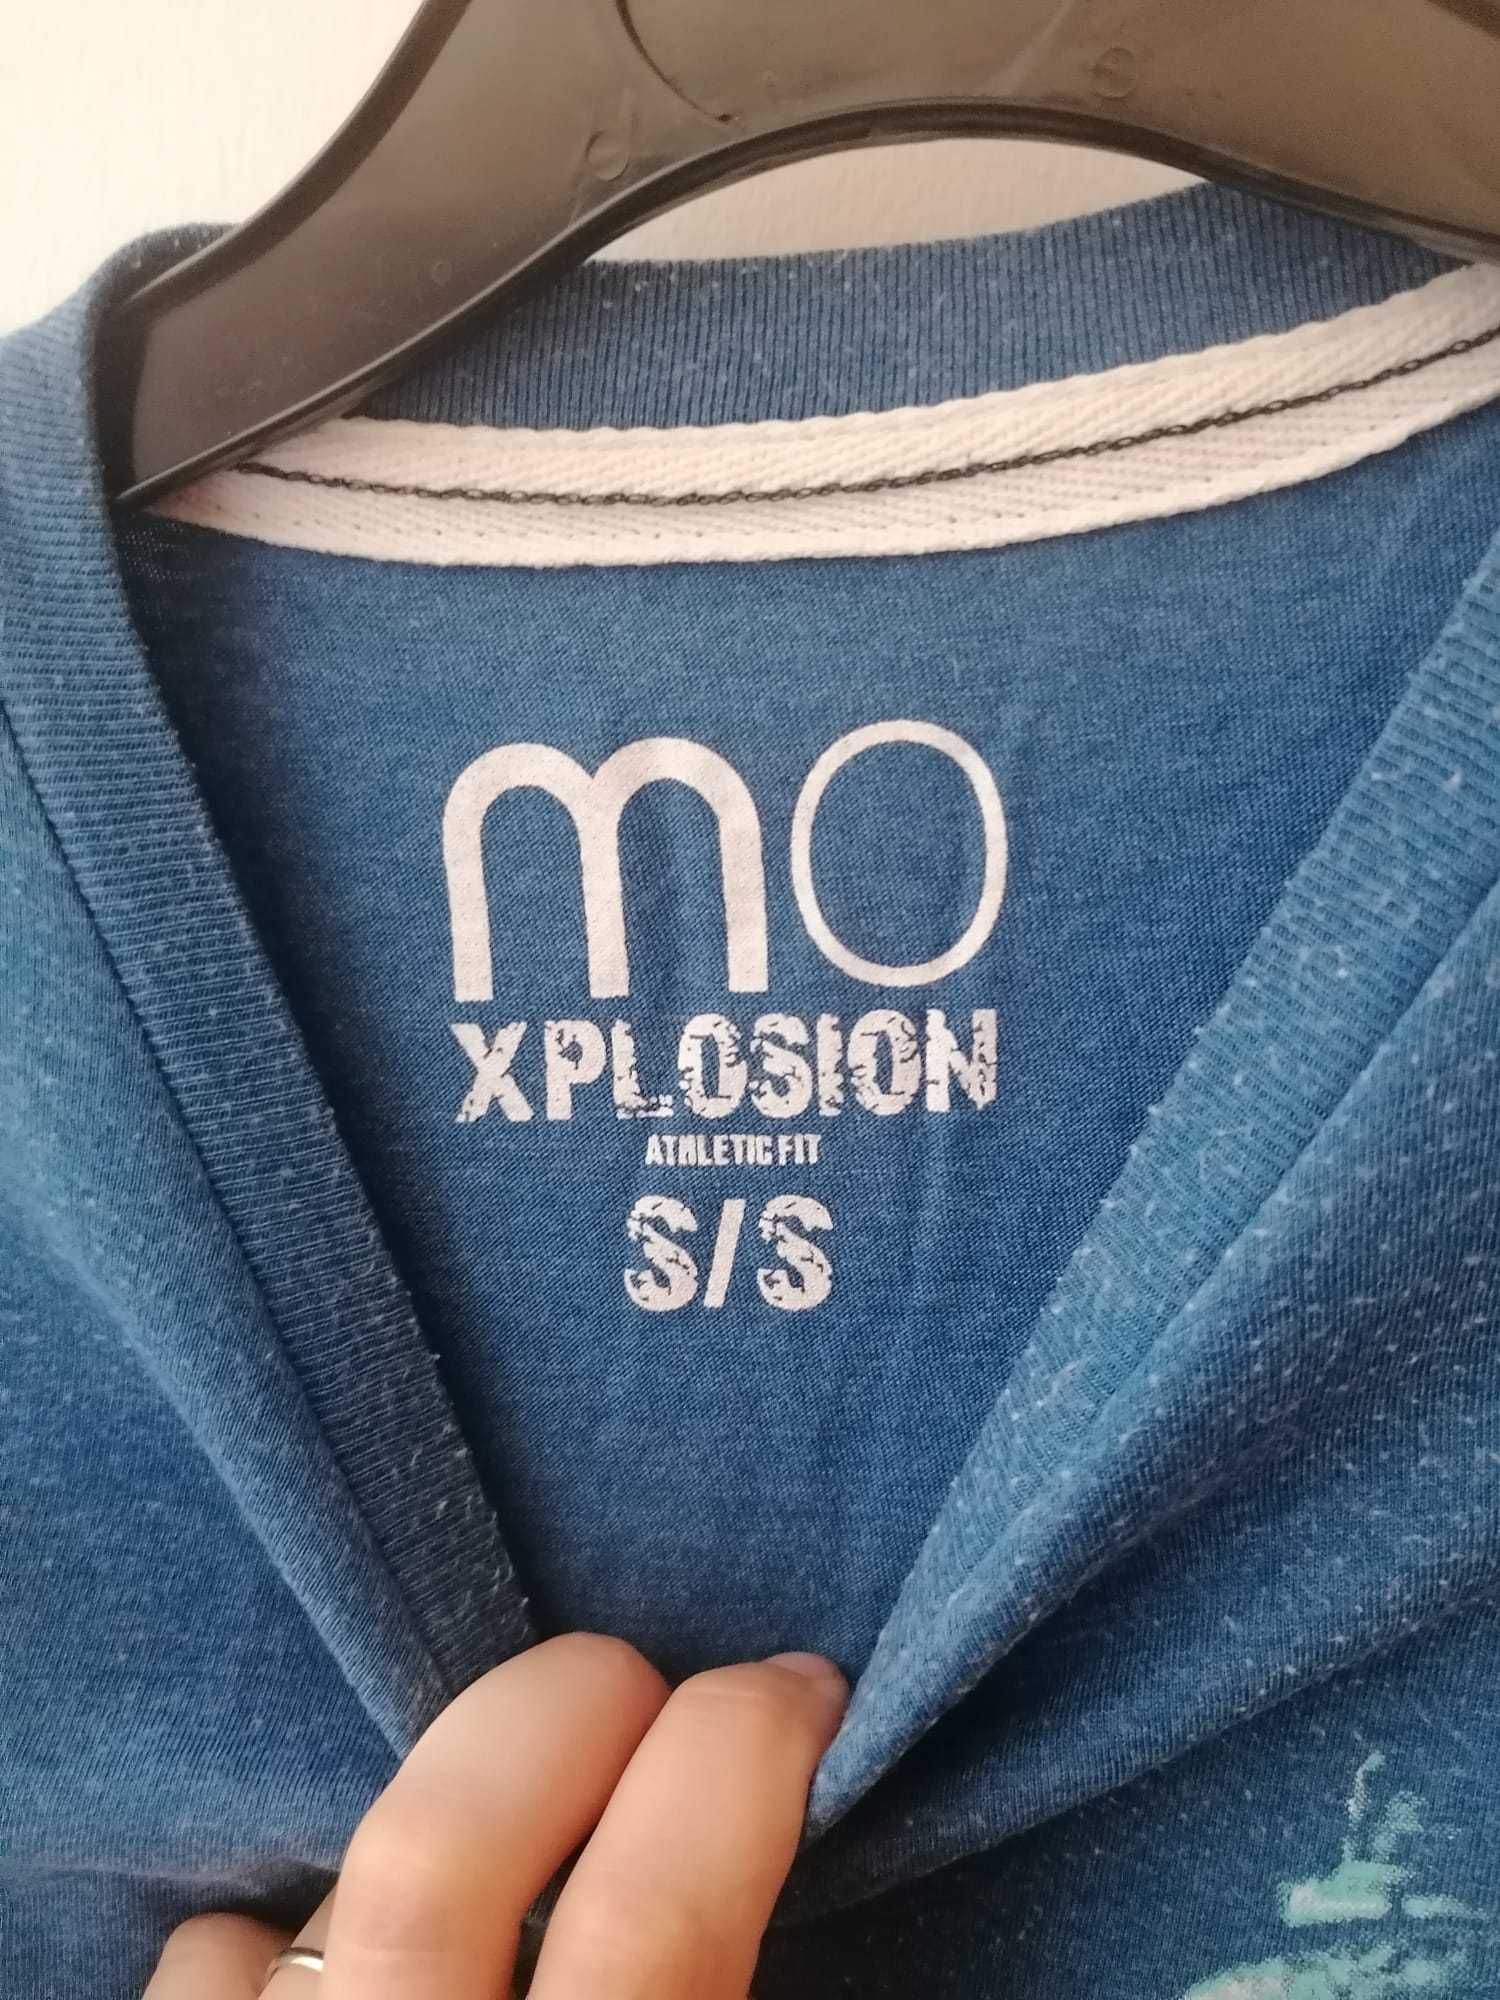 mo
XPLOSION
ATHLETIC FIT
S/S